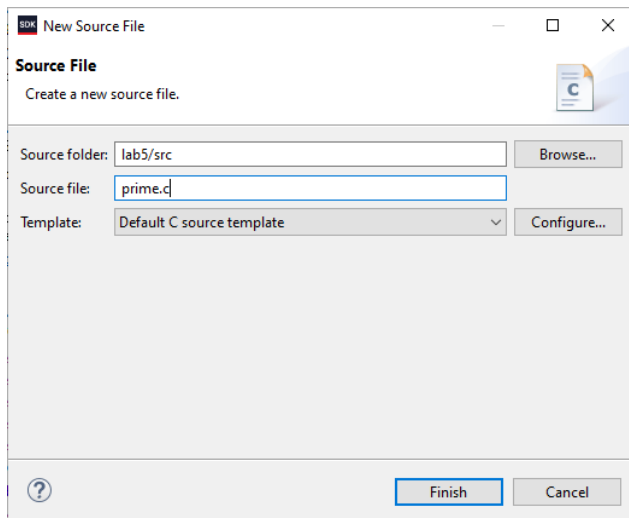 SDK New Source File
Source File
Create a new source file.
C
Source folder: lab5/src Browse...
Source file: prime.c
Template: Default C source template Configure...
? Finish Cancel